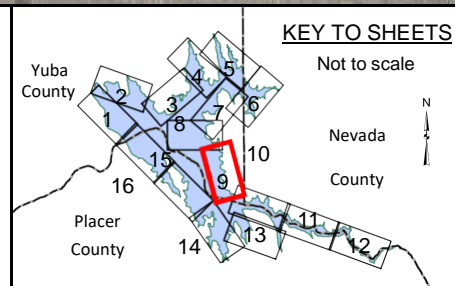 KEY TO SHEETS
Not to scale
Yuba
County
N
Nevada
County
Placer
County
1
2
3
4
5
6
7
8
9
10
11
12
13
14
15
16